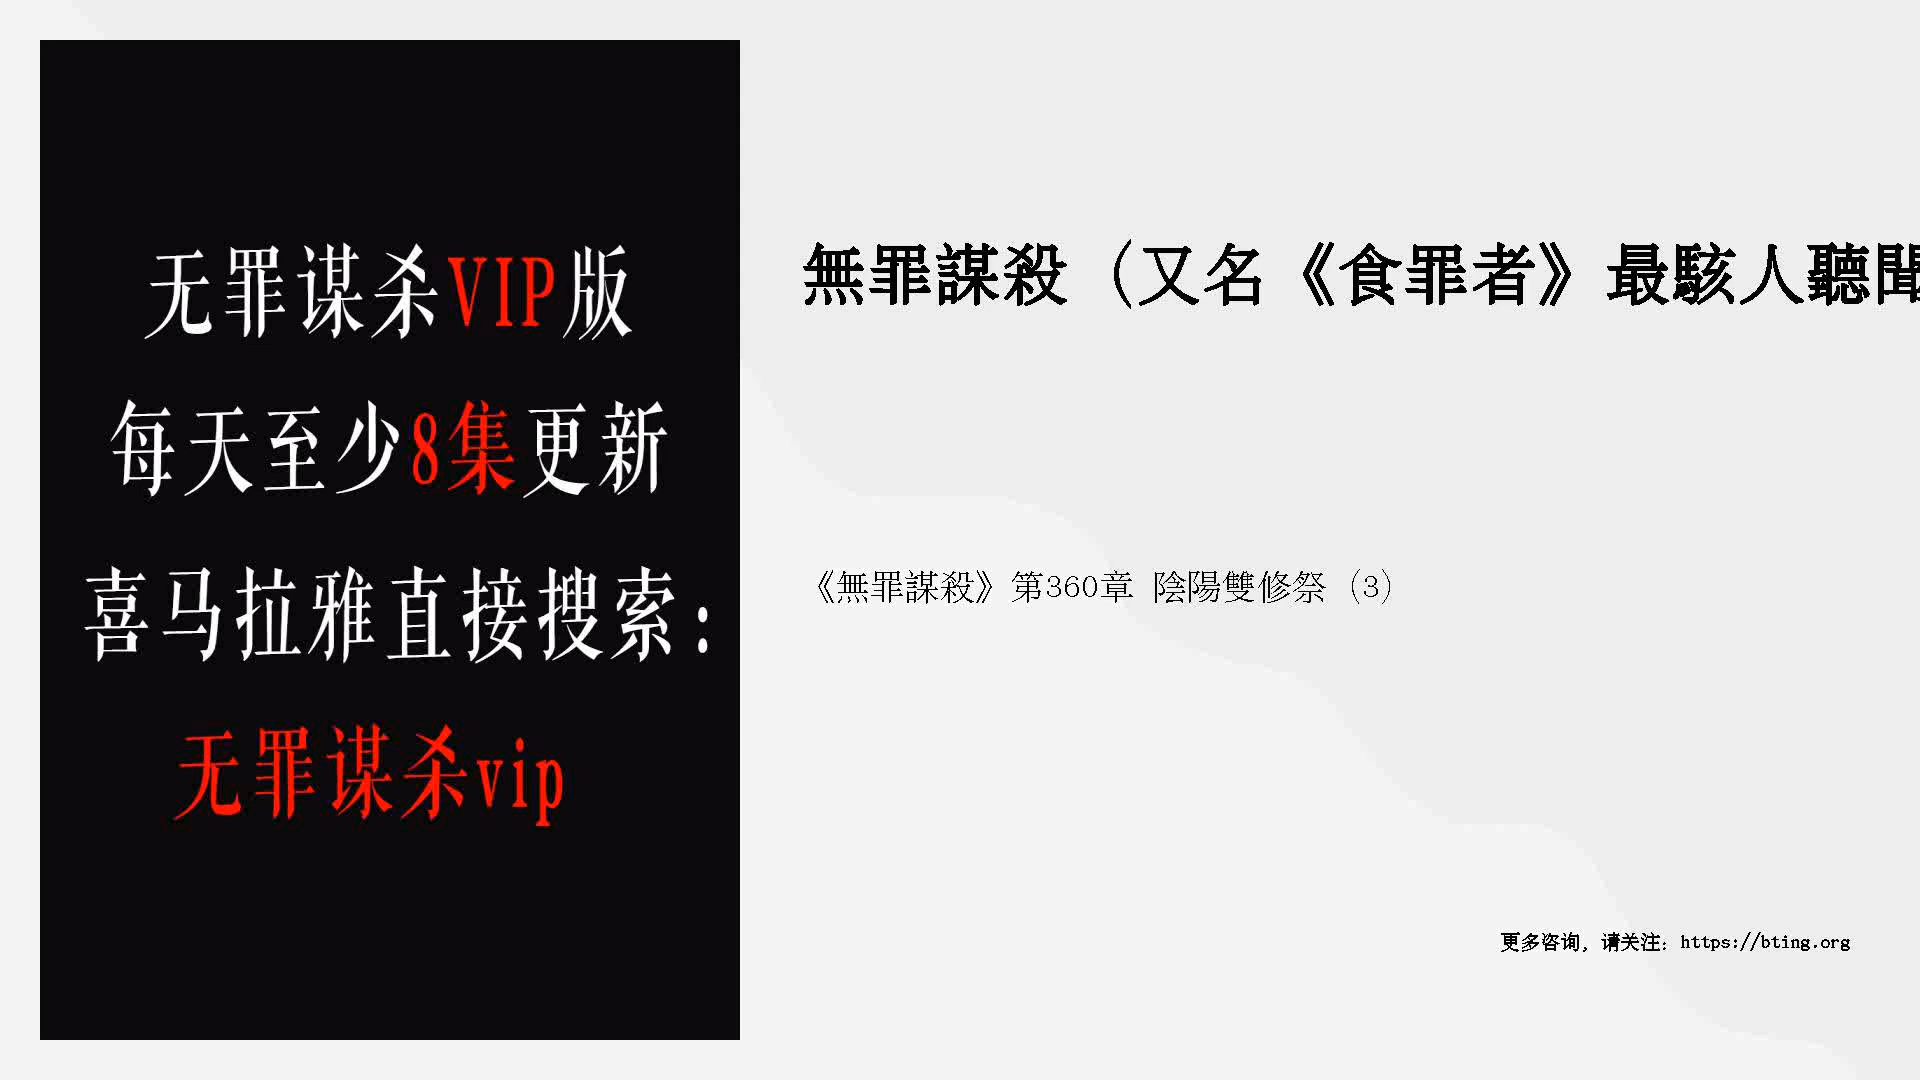 无罪谋杀VIP版
每天至少8集更新
喜马拉雅直接搜索：
无罪谋杀vip
無罪謀殺（又名《食罪者》最駭人聽聞
《無罪謀殺》第360章 陰陽雙修祭（3）
更多咨询, 请关注: https://bting.org